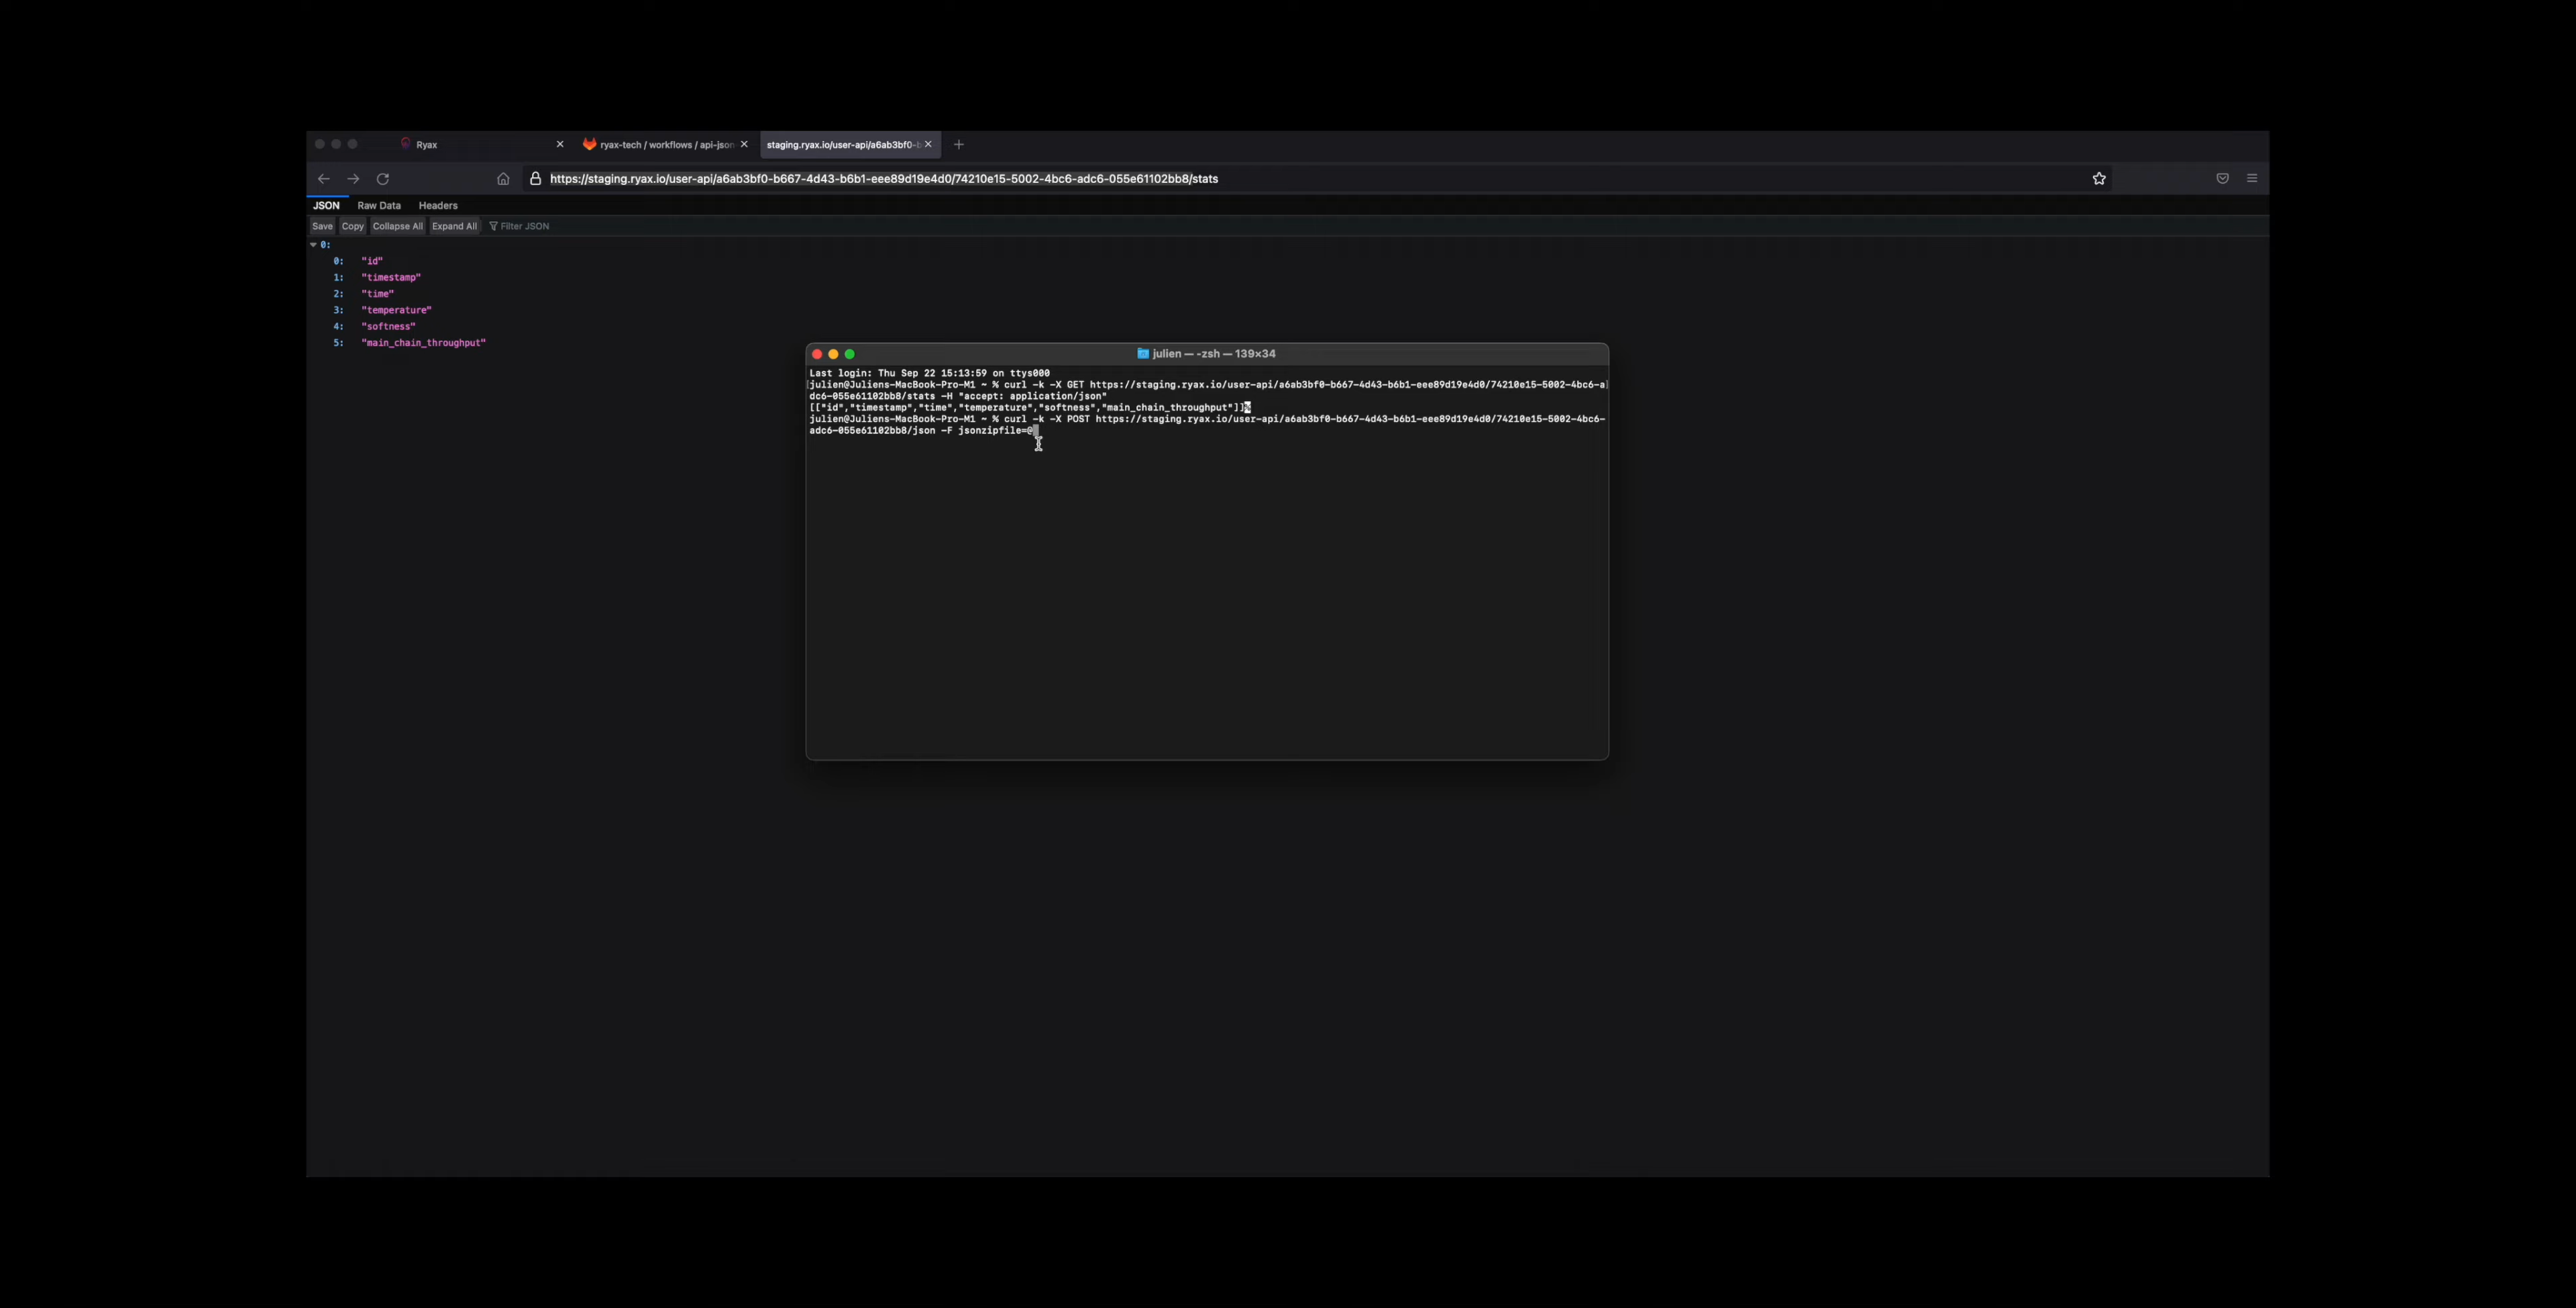 Ryax
ryax-tech / workflows / api-json
staging.ryax.io/user-api/a6ab3bf0-b
https://staging.ryax.io/user-api/a6ab3bf0-b667-4d43-b6b1-eee89d19e4d0/74210e15-5002-4bc6-adc6-055e61102bb8/stats
JSON Raw Data Headers
Save Copy Collapse All Expand All Filter JSON
0:
0: "id"
1: "timestamp"
2: "time"
3: "temperature"
4: "softness"
5: "main_chain_throughput"
julien — -zsh — 139×34
Last login: Thu Sep 22 15:13:59 on ttys000
julien@Juliens-MacBook-Pro-M1 ~ % curl -k -X GET https://staging.ryax.io/user-api/a6ab3bf0-b667-4d43-b6b1-eee89d19e4d0/74210e15-5002-4bc6-a
dc6-055e61102bb8/stats -H "accept: application/json"
[["id","timestamp","time","temperature","softness","main_chain_throughput"]]%
julien@Juliens-MacBook-Pro-M1 ~ % curl -k -X POST https://staging.ryax.io/user-api/a6ab3bf0-b667-4d43-b6b1-eee89d19e4d0/74210e15-5002-4bc6-
adc6-055e61102bb8/json -F jsonzipfile=@